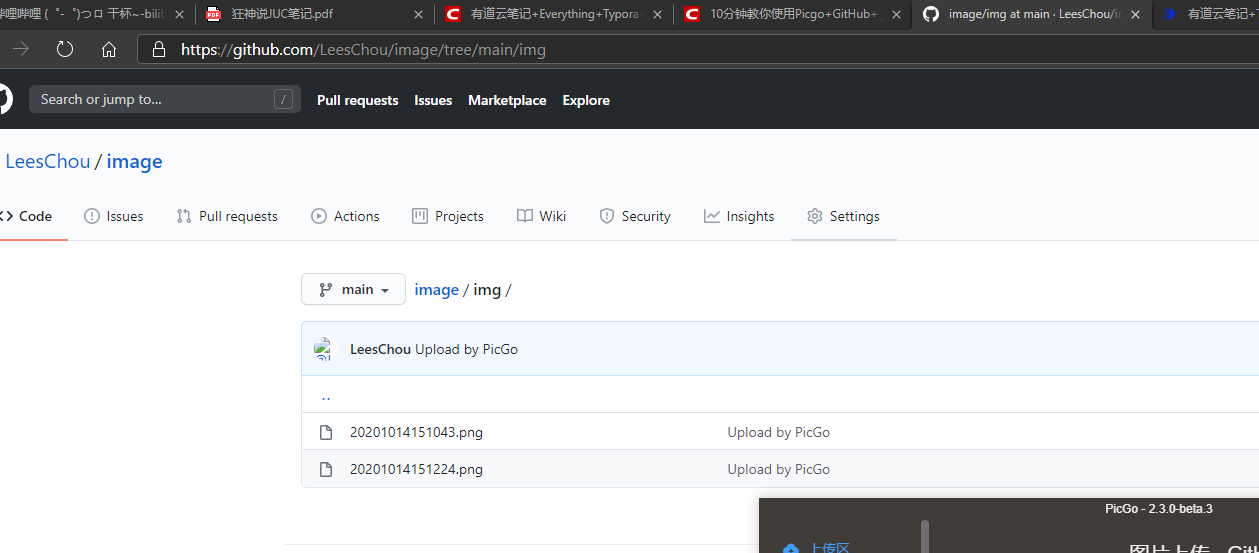 哔哩哔哩 (゜-゜)つロ 干杯~-bili
狂神说JUC笔记.pdf
有道云笔记+Everything+Typora
10分钟教你使用Picgo+GitHub+
image/img at main · LeesChou/im
有道云笔记+T
https://github.com/LeesChou/image/tree/main/img
Search or jump to... /
Pull requests Issues Marketplace Explore
LeesChou / image
Code Issues Pull requests Actions Projects Wiki Security Insights Settings
main image / img /
LeesChou Upload by PicGo
..
20201014151043.png Upload by PicGo
20201014151224.png Upload by PicGo
PicGo - 2.3.0-beta.3
上传区 图片上传 - GitH